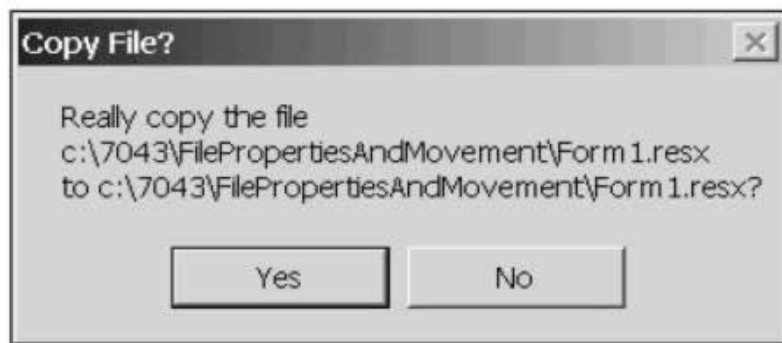 Copy File?
Really copy the file
c:\7043\FilePropertiesAndMovement\Form1.resx
to c:\7043\FilePropertiesAndMovement\Form1.resx?
Yes No